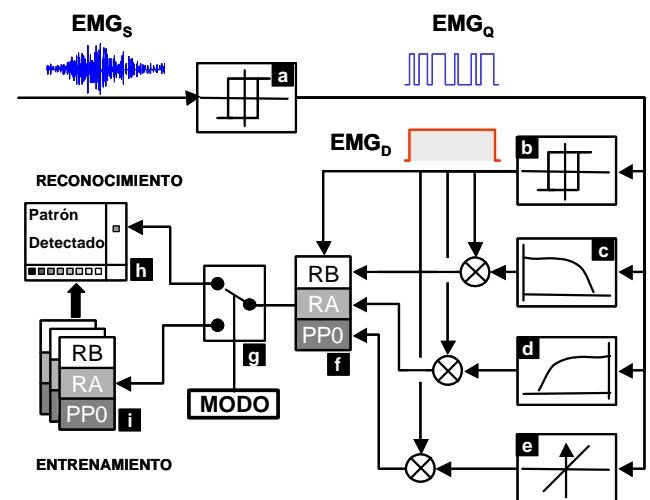 EMGS
EMGQ
a
EMGD
b
RECONOCIMIENTO
Patrón
Detectado
h
c
RB
RA
PP0
f
g
d
RB
RA
PP0
i
MODO
e
ENTRENAMIENTO